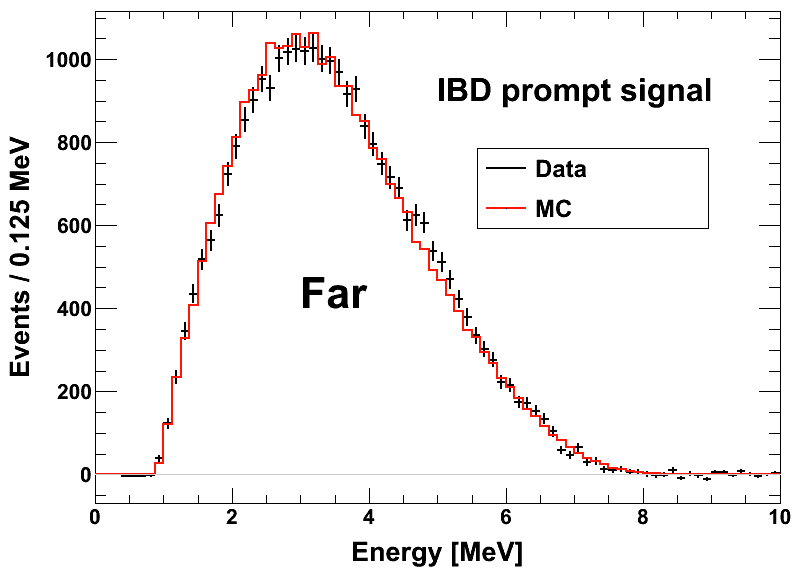 IBD prompt signal
Data
MC
Far
Events / 0.125 MeV
1000
800
600
400
200
0
0 2 4 6 8 10
Energy [MeV]